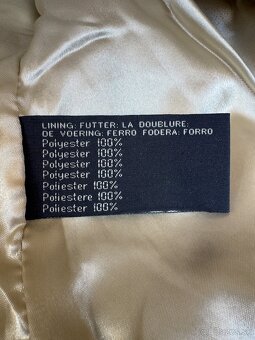 LINING: FUTTER: LA DOUBLURE:
DE VOERING: FERRO FODERA: FORRO
Polyester 100%
Polyester 100%
Polyester 100%
Polyester 100%
Poliester 100%
Poliestere 100%
Poliester 100%